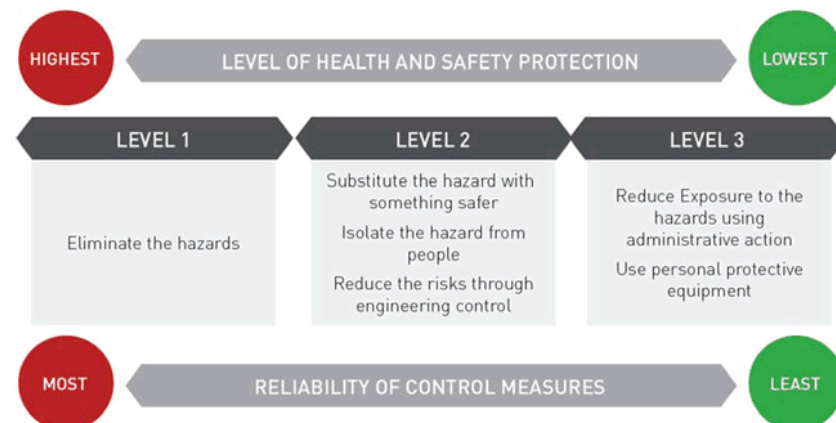 HIGHEST
LEVEL OF HEALTH AND SAFETY PROTECTION
LOWEST
LEVEL 1
LEVEL 2
LEVEL 3
Eliminate the hazards
Substitute the hazard with
something safer
Isolate the hazard from
people
Reduce the risks through
engineering control
Reduce Exposure to the
hazards using
administrative action
Use personal protective
equipment
MOST
RELIABILITY OF CONTROL MEASURES
LEAST